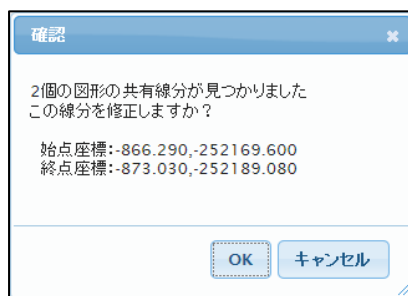 確認
2個の図形の共有線分が見つかりました
この線分を修正しますか？
始点座標:-866.290,-252169.600
終点座標:-873.030,-252189.080
OK
キャンセル